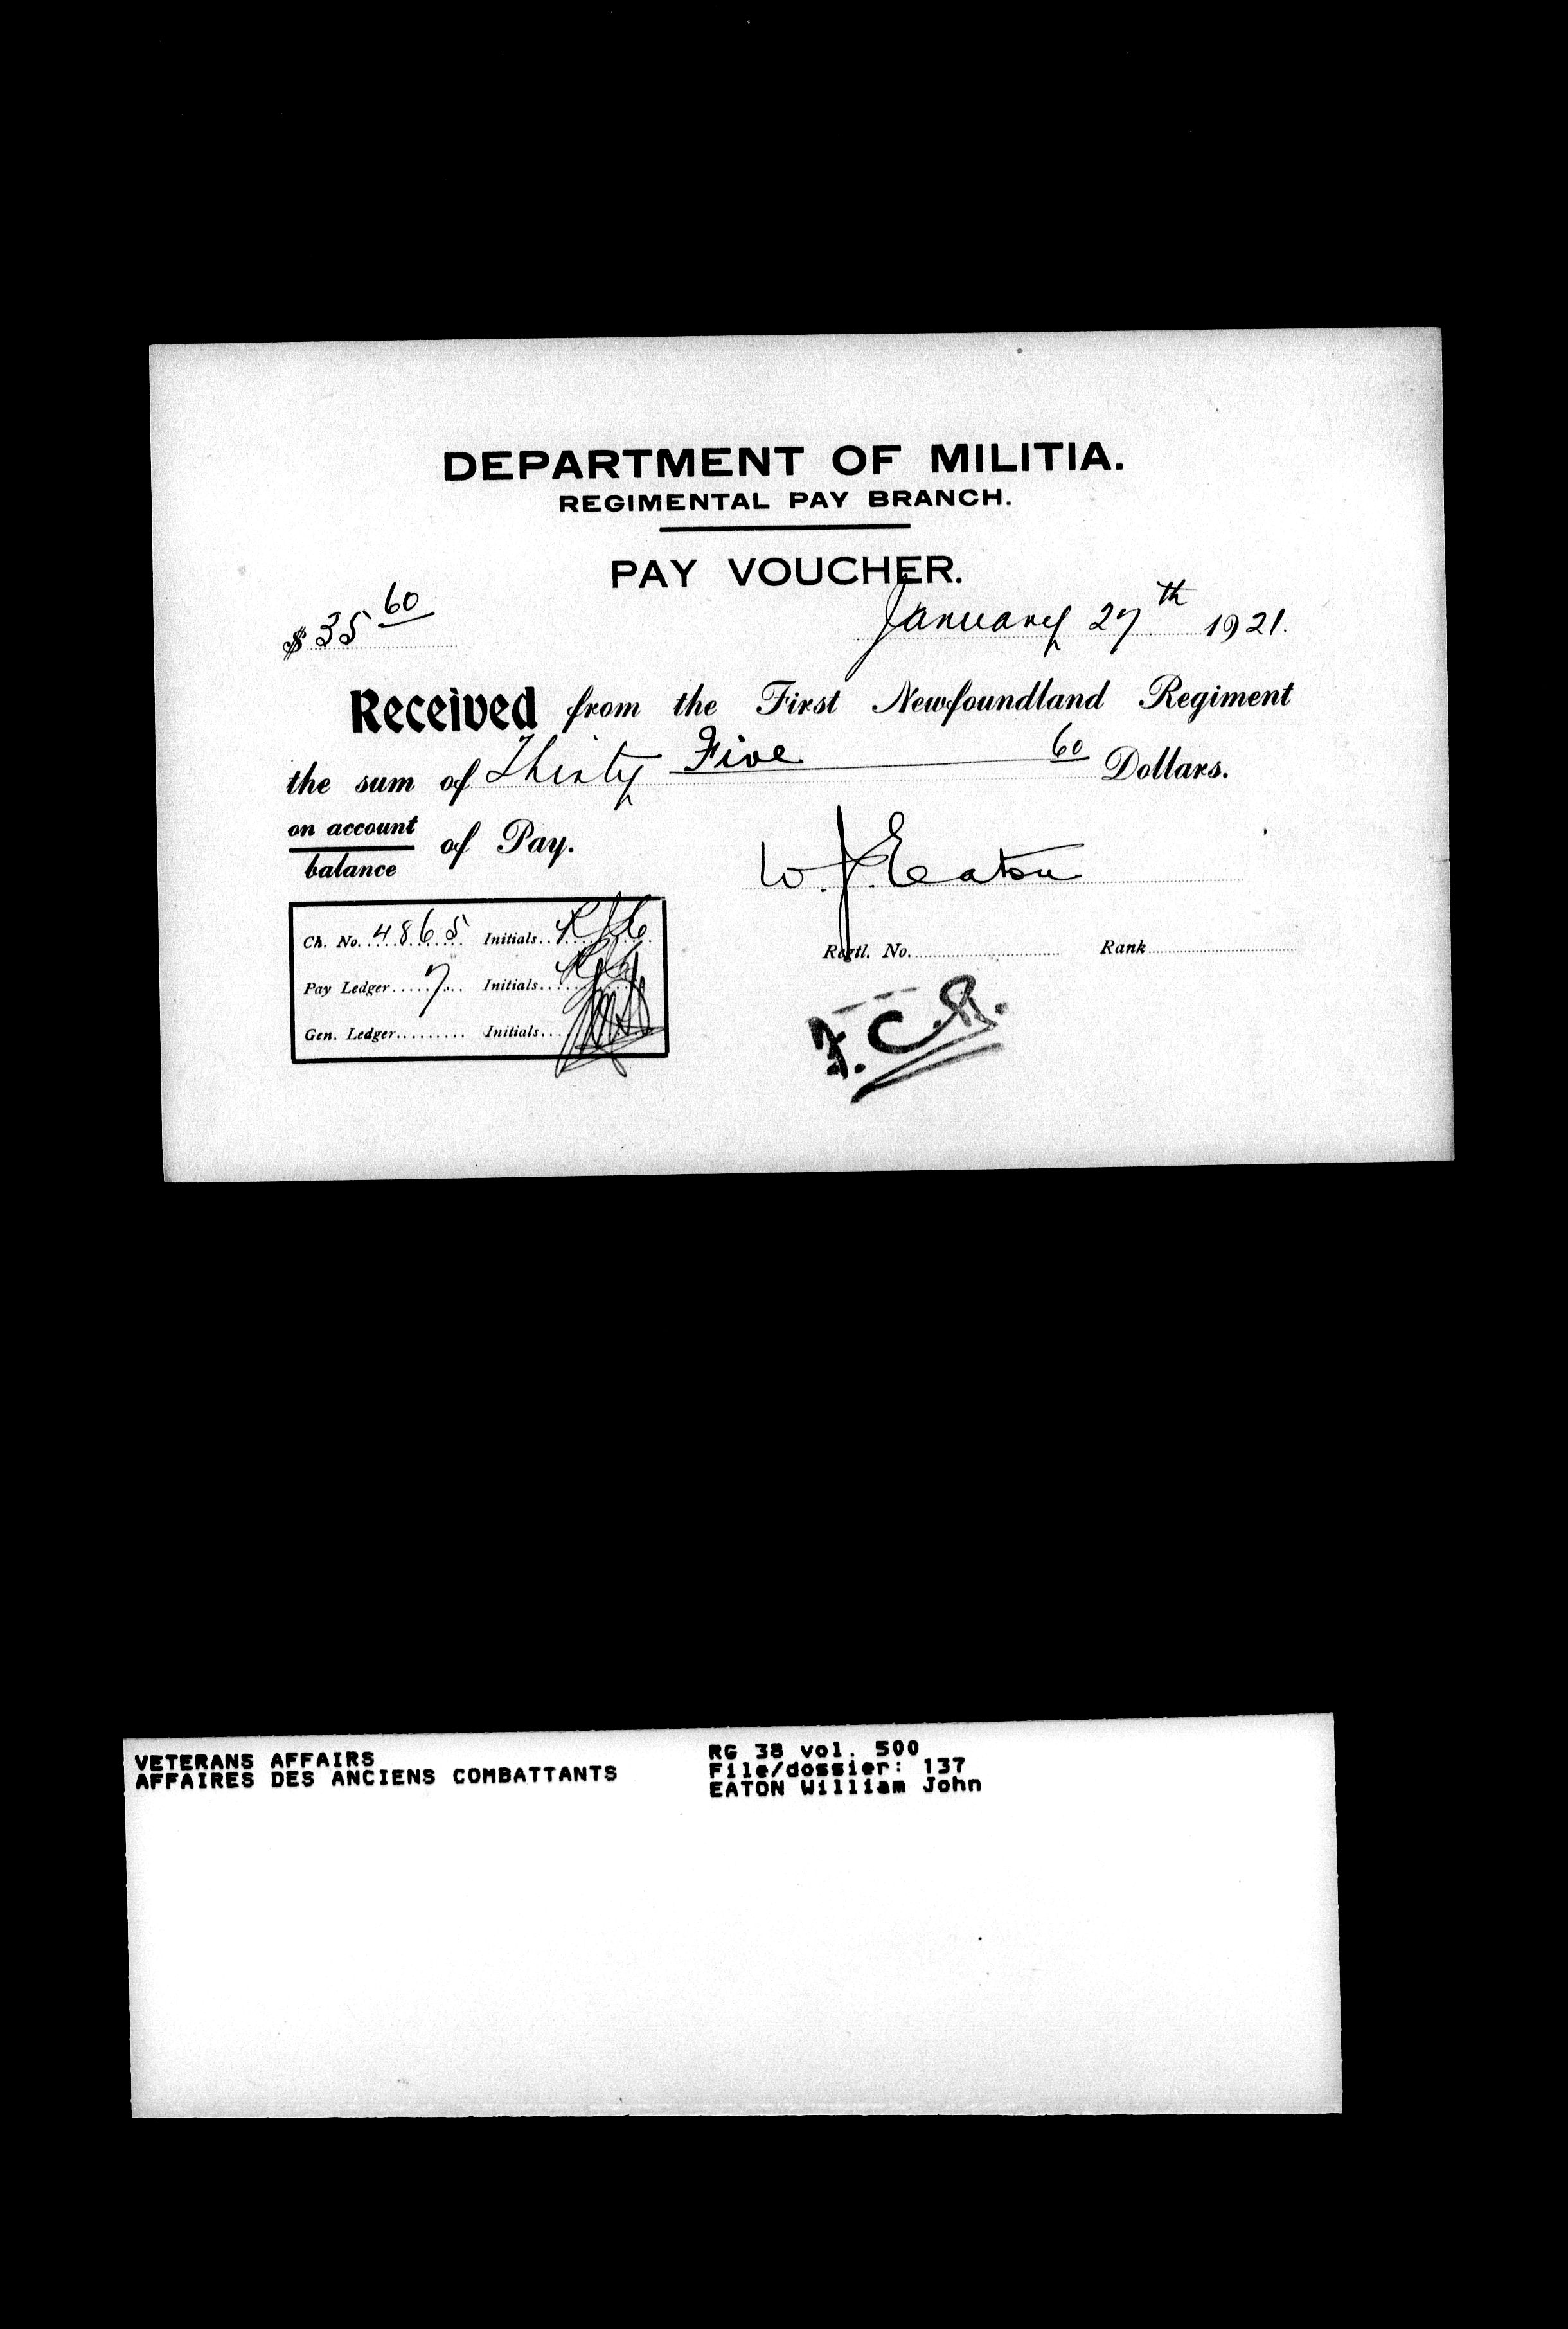 DEPARTMENT OF MILITIA.
REGIMENTAL PAY BRANCH.
PAY VOUCHER.
$ 35 60
January 27th 1921.
Received from the First Newfoundland Regiment
the sum of Thirty Five 60 Dollars.
on account
balance
of Pay.
W. J. Eaton
Ch. No. 4865 Initials
Regtl. No. Rank
Pay Ledger 7 Initials
Gen. Ledger Initials
F.C.R.
VETERANS AFFAIRS
AFFAIRES DES ANCIENS COMBATTANTS
RG 38 vol. 500
File/dossier: 137
EATON William John